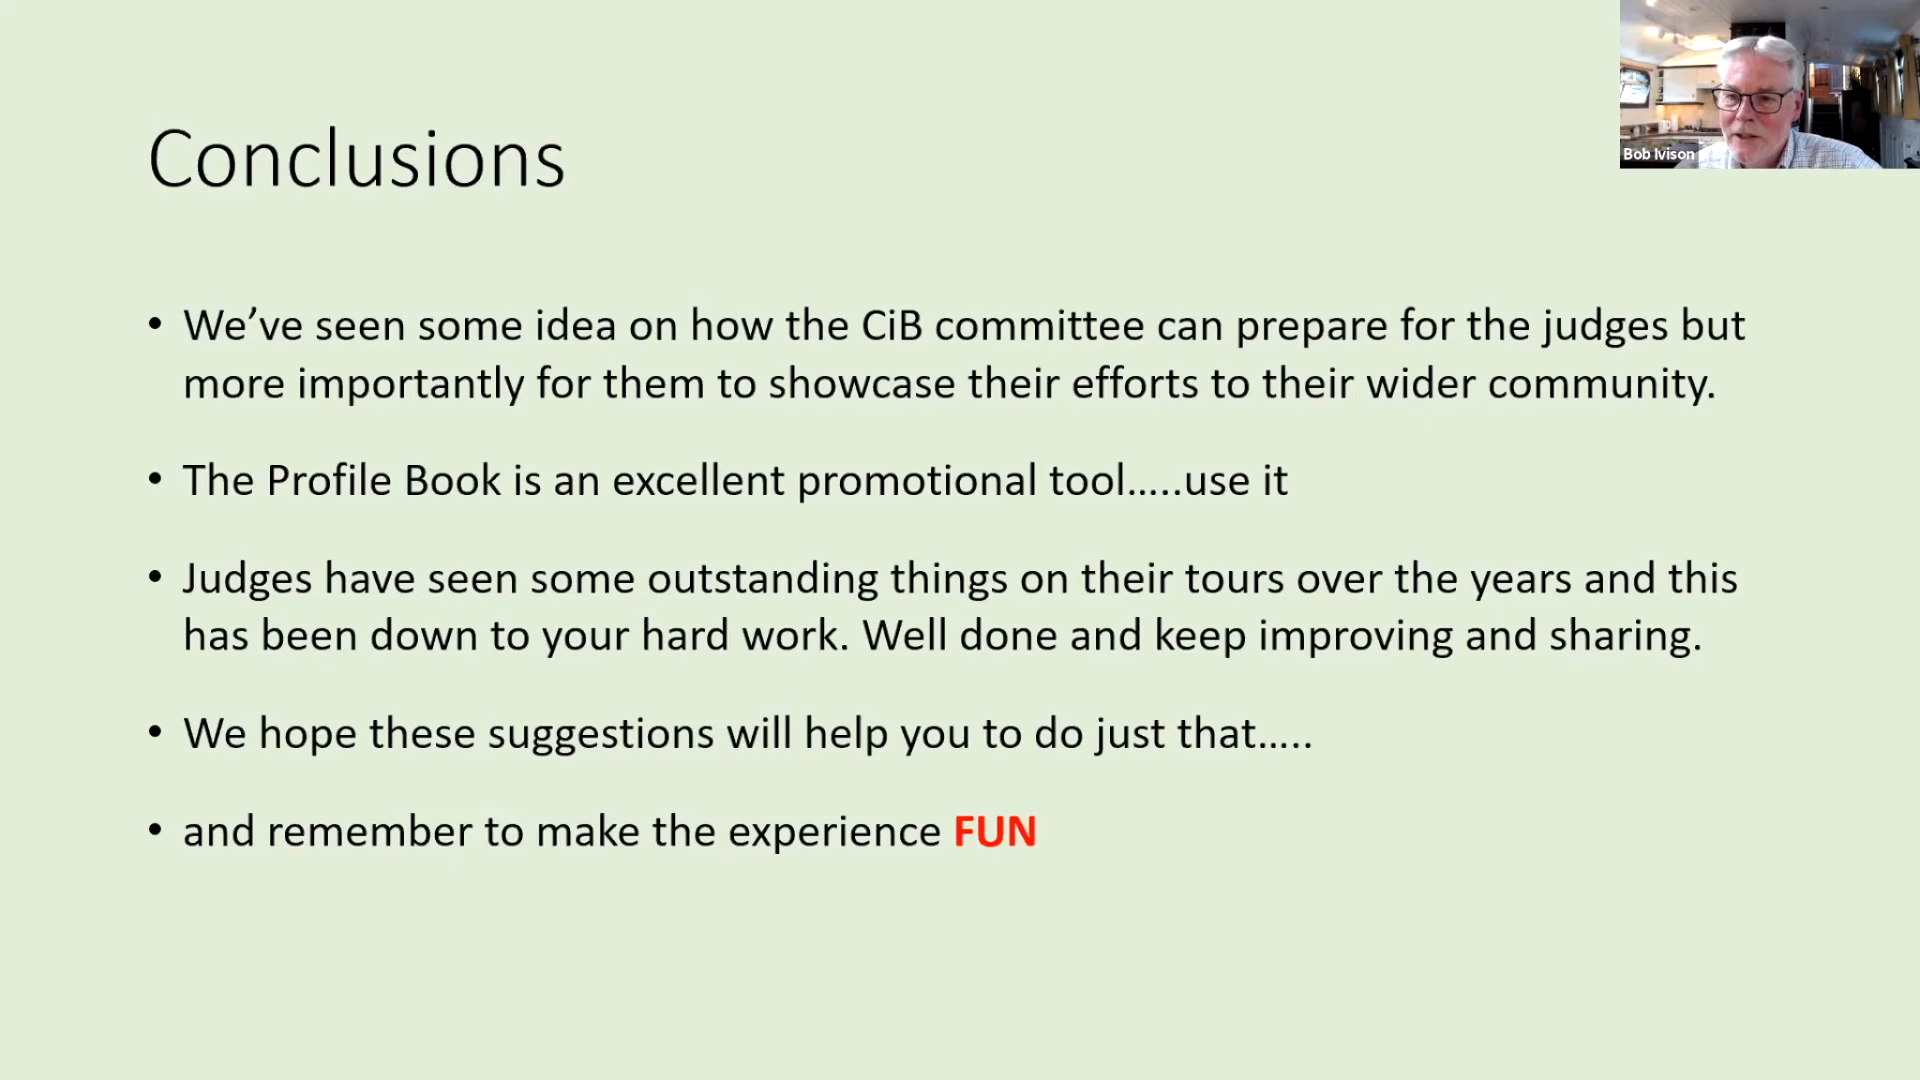 Bob Ivison
Conclusions
• We’ve seen some idea on how the CiB committee can prepare for the judges but
more importantly for them to showcase their efforts to their wider community.
• The Profile Book is an excellent promotional tool…..use it
• Judges have seen some outstanding things on their tours over the years and this
has been down to your hard work. Well done and keep improving and sharing.
• We hope these suggestions will help you to do just that…..
• and remember to make the experience FUN